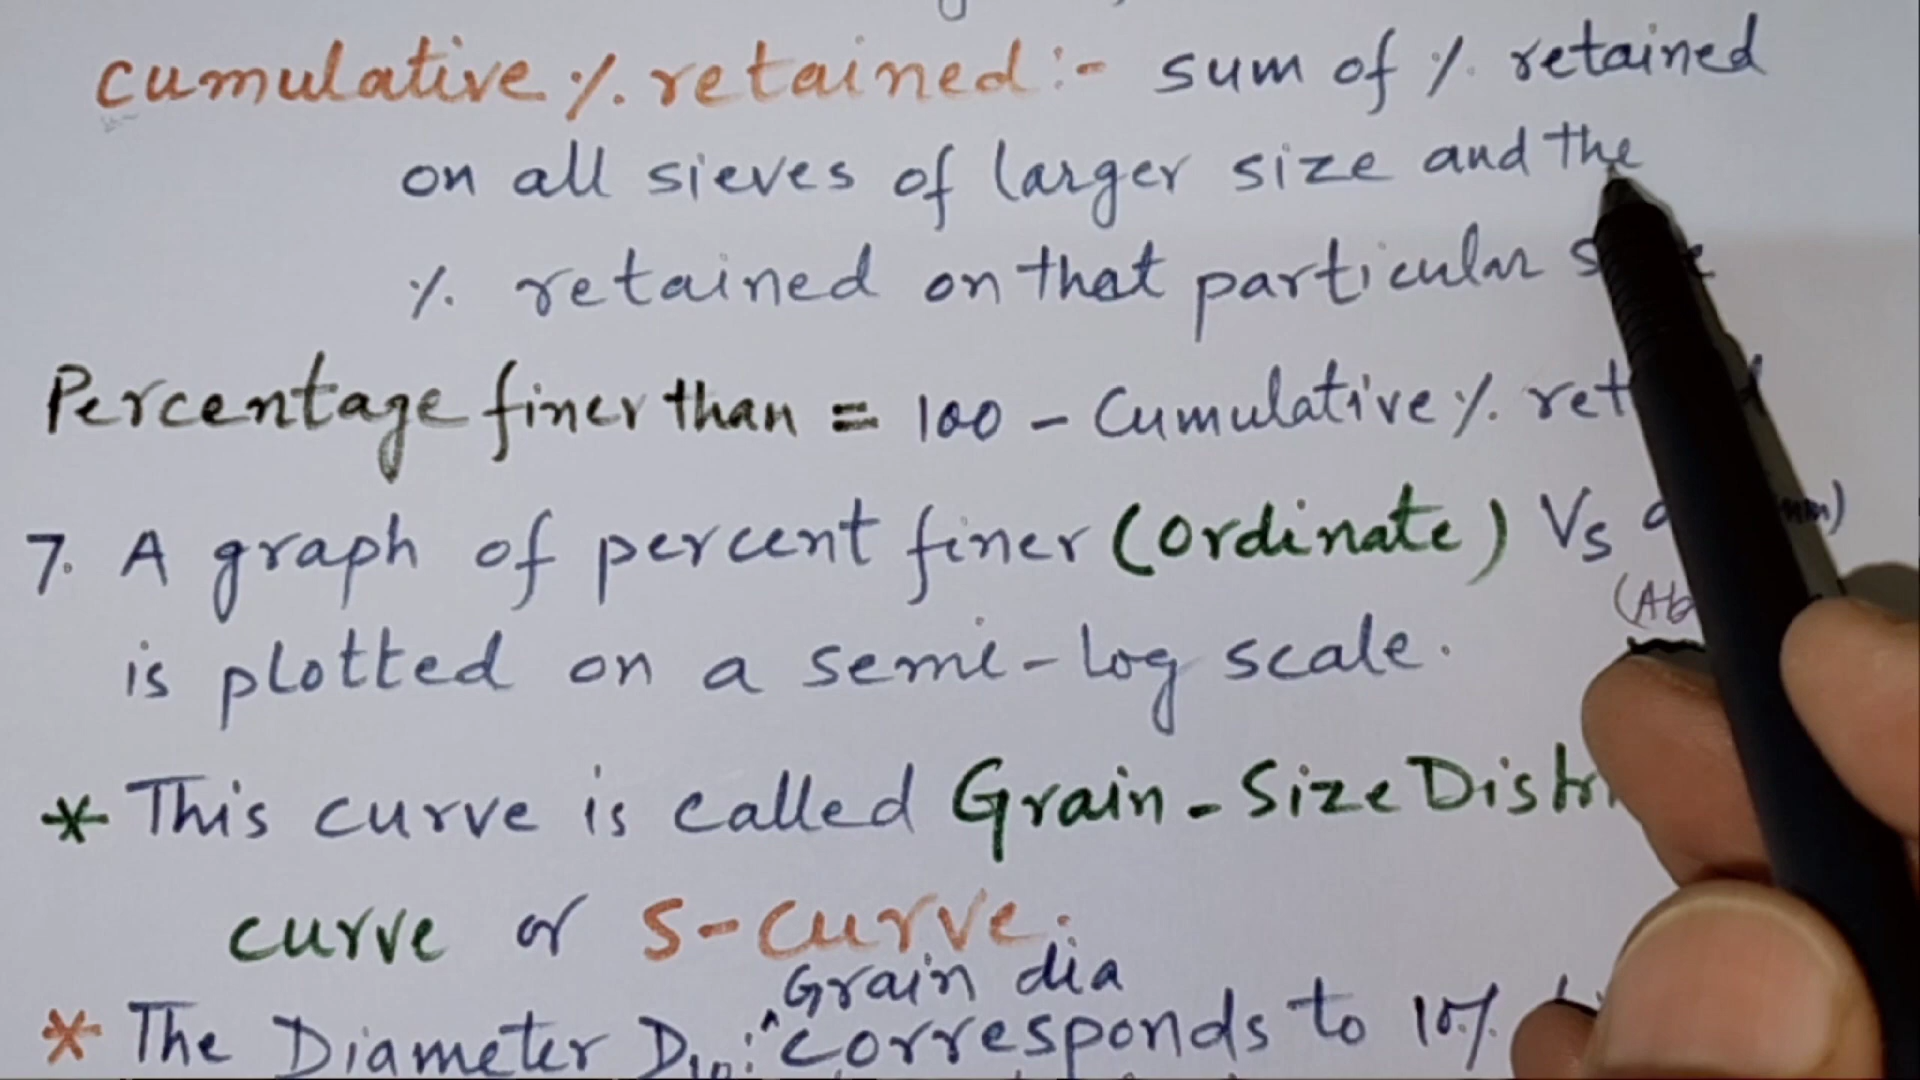 cumulative % retained:- sum of % retained
on all sieves of larger size and the
% retained on that particular
Percentage finer than = 100 - Cumulative %
7. A graph of percent finer (ordinate) Vs
is plotted on a semi-log scale.
* This curve is called Grain-Size
curve or S-curve.
Grain dia
* The Diameter D10: ^ corresponds to 10%